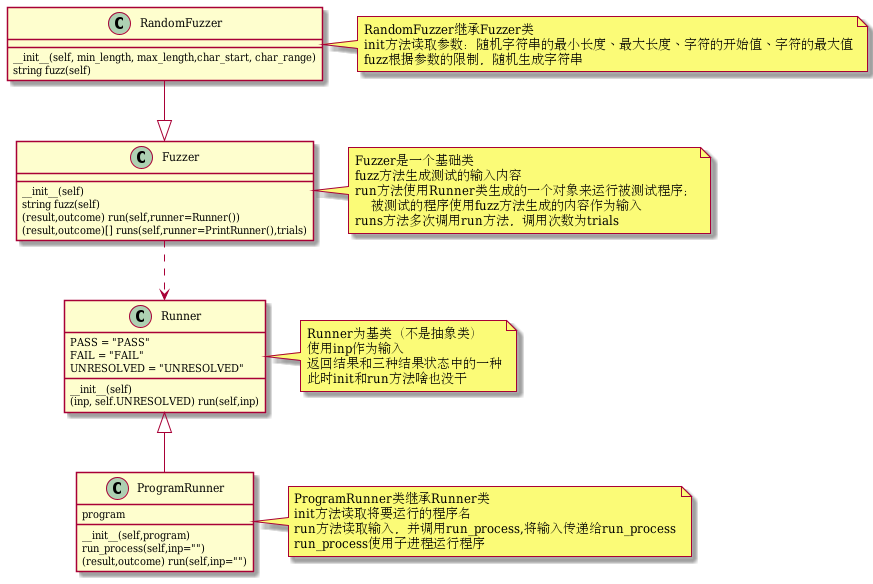 C RandomFuzzer
__init__(self, min_length, max_length,char_start, char_range)
string fuzz(self)
RandomFuzzer继承Fuzzer类
init方法读取参数：随机字符串的最小长度、最大长度、字符的开始值、字符的最大值
fuzz根据参数的限制，随机生成字符串
C Fuzzer
__init__(self)
string fuzz(self)
(result,outcome) run(self,runner=Runner())
(result,outcome)[] runs(self,runner=PrintRunner(),trials)
Fuzzer是一个基础类
fuzz方法生成测试的输入内容
run方法使用Runner类生成的一个对象来运行被测试程序；
被测试的程序使用fuzz方法生成的内容作为输入
runs方法多次调用run方法，调用次数为trials
C Runner
PASS = "PASS"
FAIL = "FAIL"
UNRESOLVED = "UNRESOLVED"
__init__(self)
(inp, self.UNRESOLVED) run(self,inp)
Runner为基类（不是抽象类）
使用inp作为输入
返回结果和三种结果状态中的一种
此时init和run方法啥也没干
C ProgramRunner
program
__init__(self,program)
run_process(self,inp="")
(result,outcome) run(self,inp="")
ProgramRunner类继承Runner类
init方法读取将要运行的程序名
run方法读取输入，并调用run_process,将输入传递给run_process
run_process使用子进程运行程序